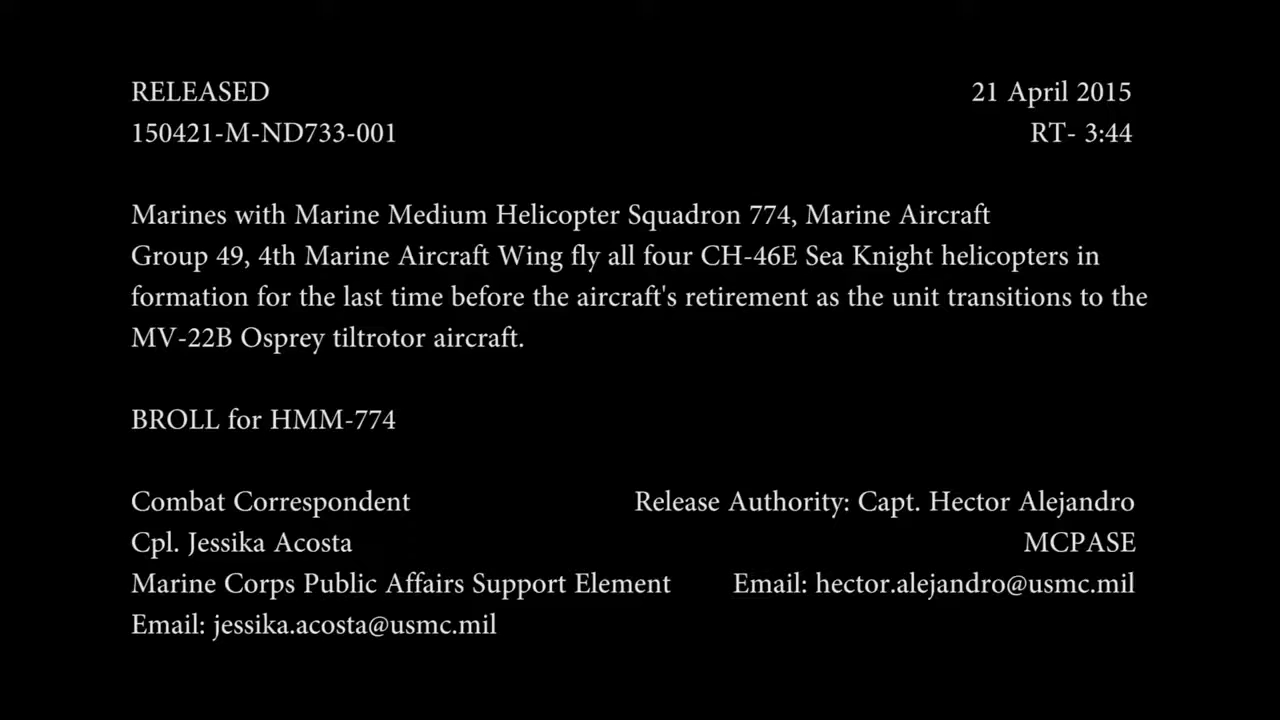 RELEASED 21 April 2015
150421-M-ND733-001 RT- 3:44
Marines with Marine Medium Helicopter Squadron 774, Marine Aircraft
Group 49, 4th Marine Aircraft Wing fly all four CH-46E Sea Knight helicopters in
formation for the last time before the aircraft's retirement as the unit transitions to the
MV-22B Osprey tiltrotor aircraft.
BROLL for HMM-774
Combat Correspondent Release Authority: Capt. Hector Alejandro
Cpl. Jessika Acosta MCPASE
Marine Corps Public Affairs Support Element Email: hector.alejandro@usmc.mil
Email: jessika.acosta@usmc.mil